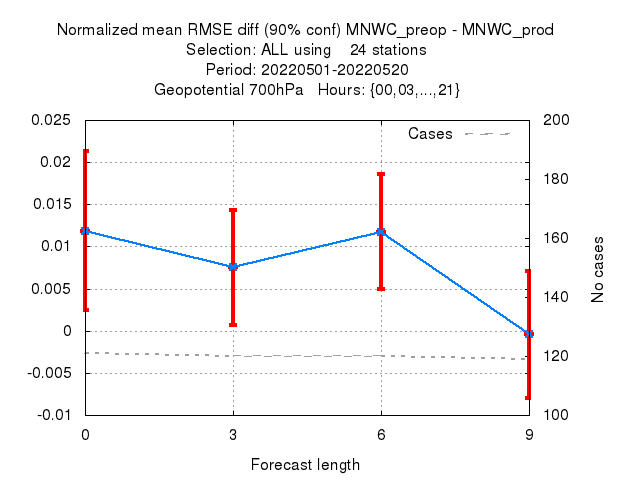 Normalized mean RMSE diff (90% conf) MNWC_preop - MNWC_prod
Selection: ALL using    24 stations
Period: 20220501-20220520
Geopotential 700hPa   Hours: {00,03,...,21}
Cases
0.025
0.02
0.015
0.01
0.005
0
-0.005
-0.01
200
180
160
140
120
100
No cases
0 3 6 9
Forecast length